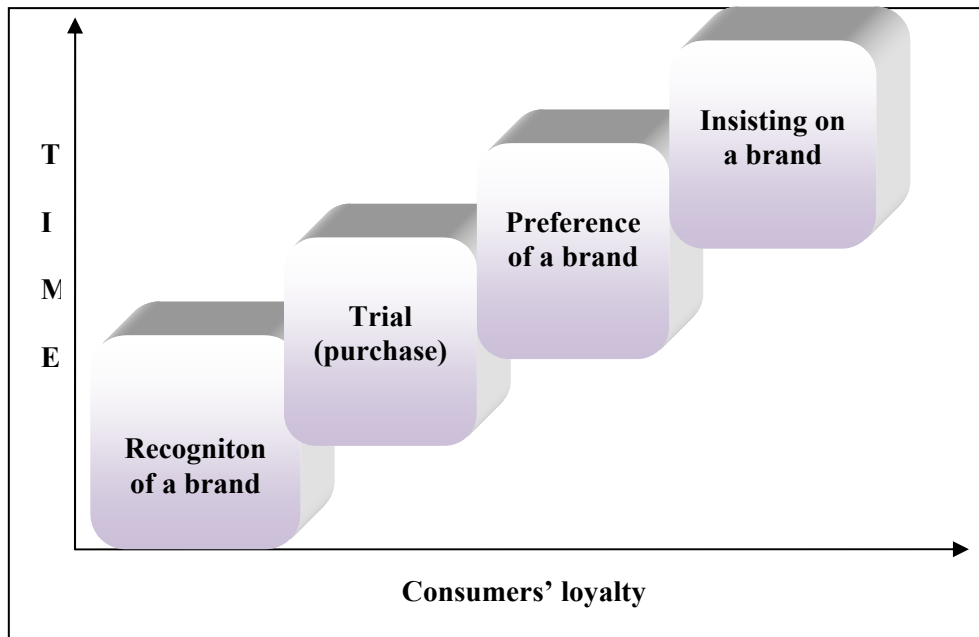 Insisting on
a brand
Preference
of a brand
Trial
(purchase)
Recogniton
of a brand
T
I
M
E
Consumers’ loyalty